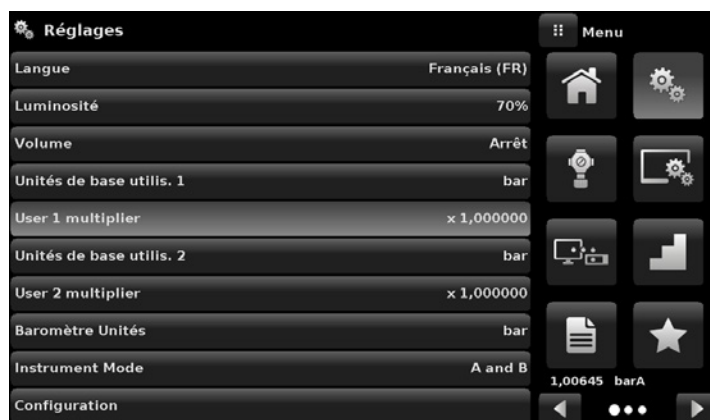 Réglages
Menu
Langue Français (FR)
Luminosité 70%
Volume Arrêt
Unités de base utilis. 1 bar
User 1 multiplier x 1,000000
Unités de base utilis. 2 bar
User 2 multiplier x 1,000000
Baromètre Unités bar
Instrument Mode A and B
Configuration
1,00645 barA